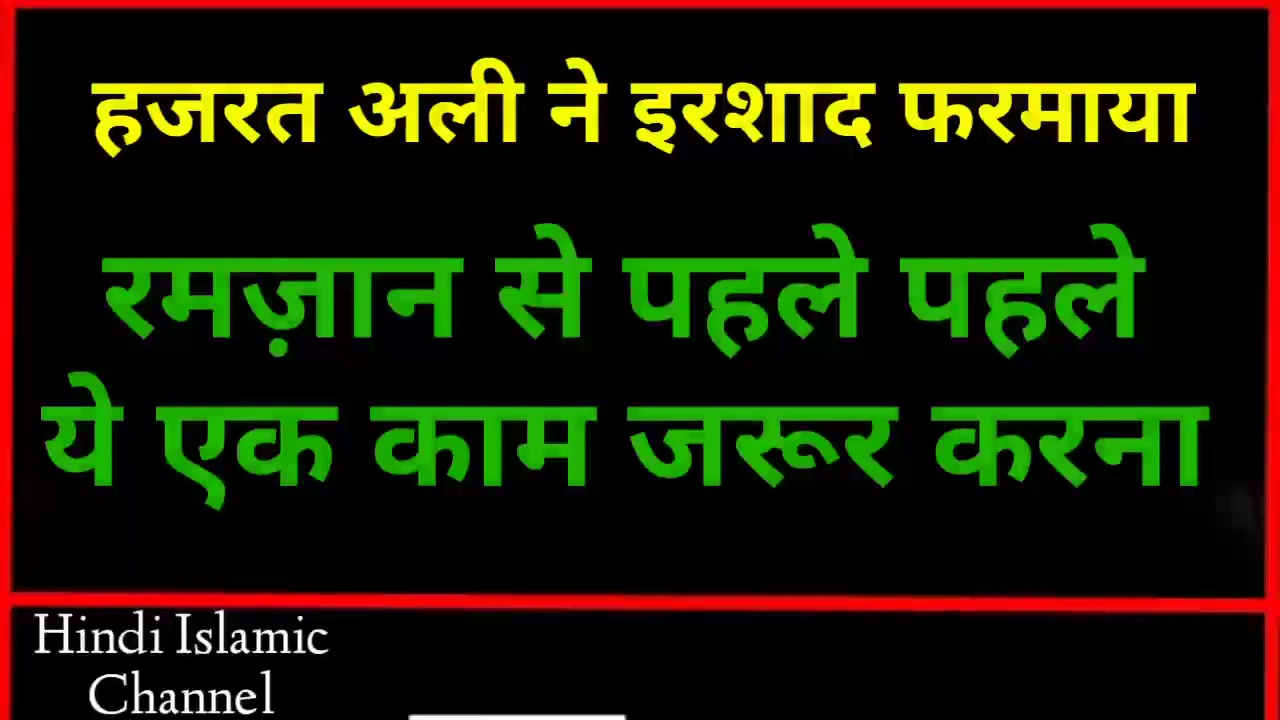 हजरत अली ने इरशाद फरमाया
रमज़ान से पहले पहले
ये एक काम जरूर करना
Hindi Islamic
Channel